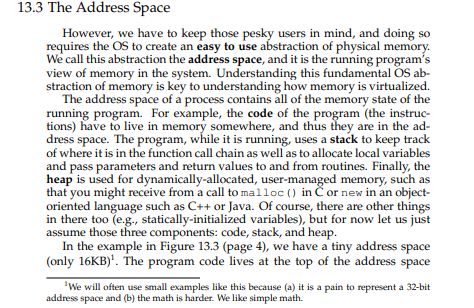 13.3 The Address Space
However, we have to keep those pesky users in mind, and doing so
requires the OS to create an easy to use abstraction of physical memory.
We call this abstraction the address space, and it is the running program's
view of memory in the system. Understanding this fundamental OS ab-
straction of memory is key to understanding how memory is virtualized.
The address space of a process contains all of the memory state of the
running program. For example, the code of the program (the instruc-
tions) have to live in memory somewhere, and thus they are in the ad-
dress space. The program, while it is running, uses a stack to keep track
of where it is in the function call chain as well as to allocate local variables
and pass parameters and return values to and from routines. Finally, the
heap is used for dynamically-allocated, user-managed memory, such as
that you might receive from a call to malloc() in C or new in an object-
oriented language such as C++ or Java. Of course, there are other things
in there too (e.g., statically-initialized variables), but for now let us just
assume those three components: code, stack, and heap.
In the example in Figure 13.3 (page 4), we have a tiny address space
(only 16KB)¹. The program code lives at the top of the address space
¹We will often use small examples like this because (a) it is a pain to represent a 32-bit
address space and (b) the math is harder. We like simple math.